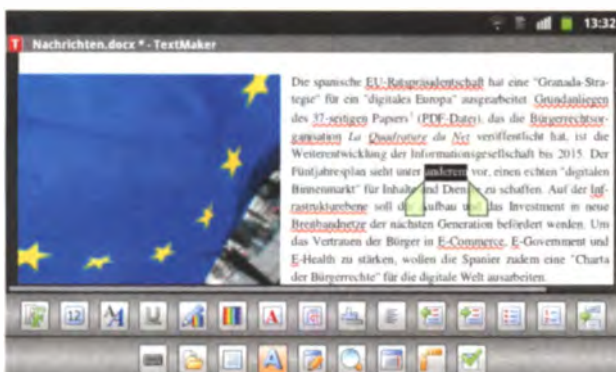 13:32
Nachrichten.docx * - TextMaker
Die spanische EU-Ratspräsidentschaft hat eine "Granada-Stra-
tegie" für ein "digitales Europa" ausgearbeitet. Grundanliegen
des 37-seitigen Papers¹ (PDF-Datei), das die Bürgerrechtsor-
ganisation La Quadrature du Net veröffentlicht hat, ist die
Weiterentwicklung der Informationsgesellschaft bis 2015. Der
Fünfjahresplan sieht unter anderem vor, einen echten "digitalen
Binnenmarkt" für Inhalte und Dienste zu schaffen. Auf der Inf-
rastrukturebene soll der Aufbau und das Investment in neue
Breitbandnetze der nächsten Generation befördert werden. Um
das Vertrauen der Bürger in E-Commerce, E-Government und
E-Health zu stärken, wollen die Spanier zudem eine "Charta
der Bürgerrechte" für die digitale Welt ausarbeiten.